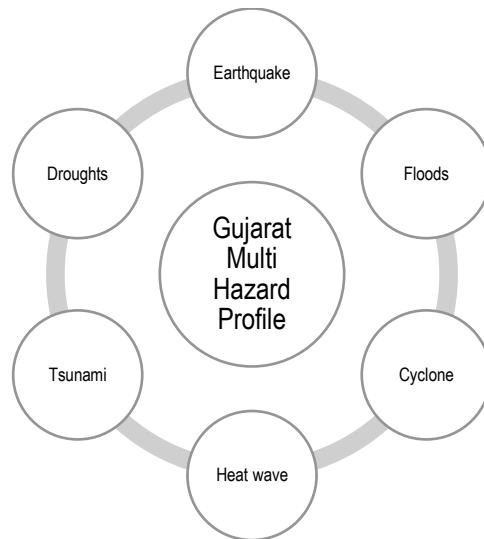 Earthquake
Droughts
Floods
Gujarat
Multi
Hazard
Profile
Tsunami
Cyclone
Heat wave